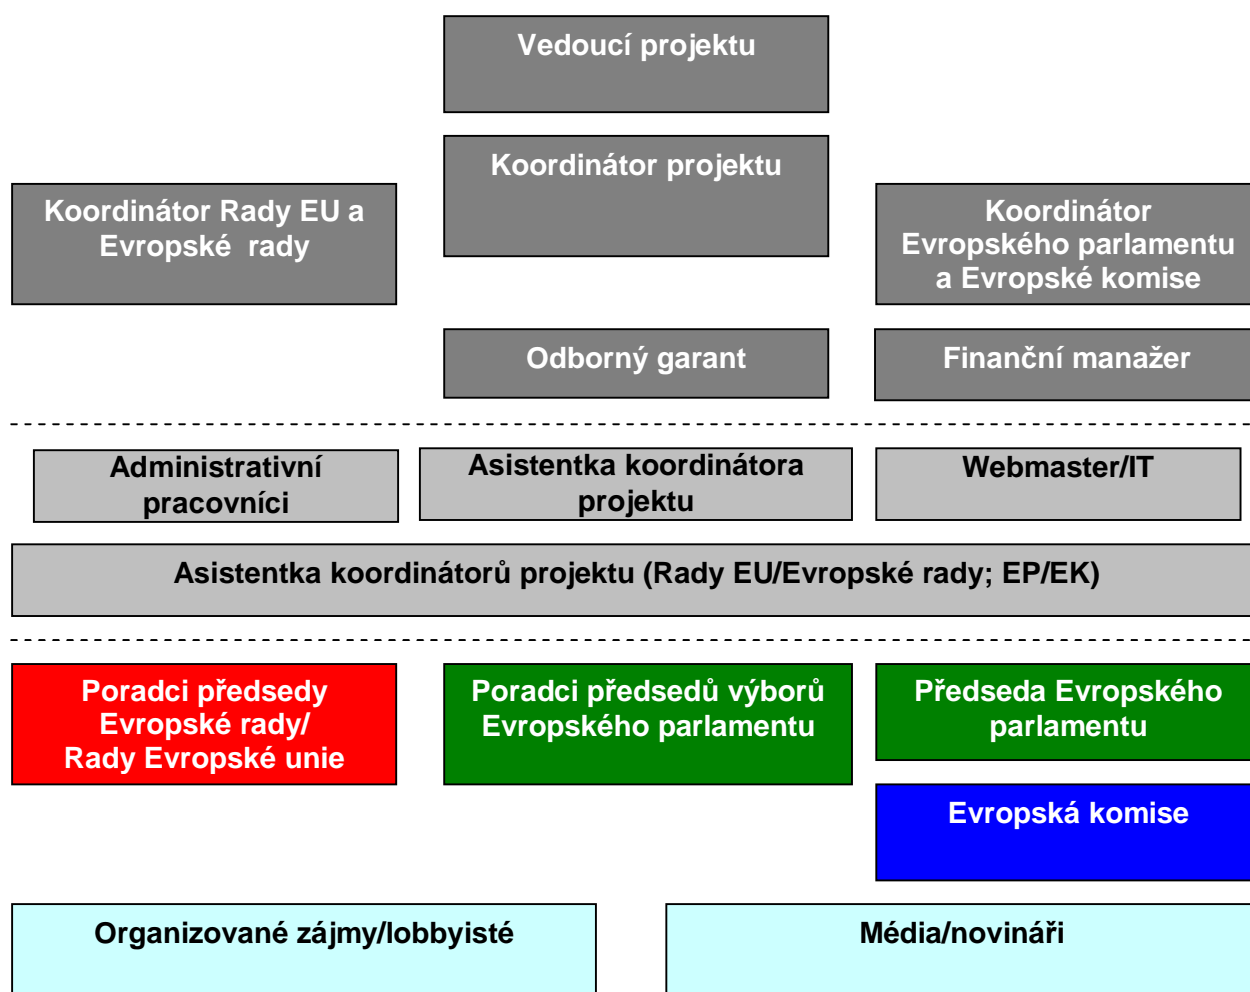 Vedoucí projektu
Koordinátor projektu
Koordinátor Rady EU a
Evropské rady
Koordinátor
Evropského parlamentu
a Evropské komise
Odborný garant
Finanční manažer
Administrativní
pracovníci
Asistentka koordinátora
projektu
Webmaster/IT
Asistentka koordinátorů projektu (Rady EU/Evropské rady; EP/EK)
Poradci předsedy
Evropské rady/
Rady Evropské unie
Poradci předsedů výborů
Evropského parlamentu
Předseda Evropského
parlamentu
Evropská komise
Organizované zájmy/lobbyisté
Média/novináři